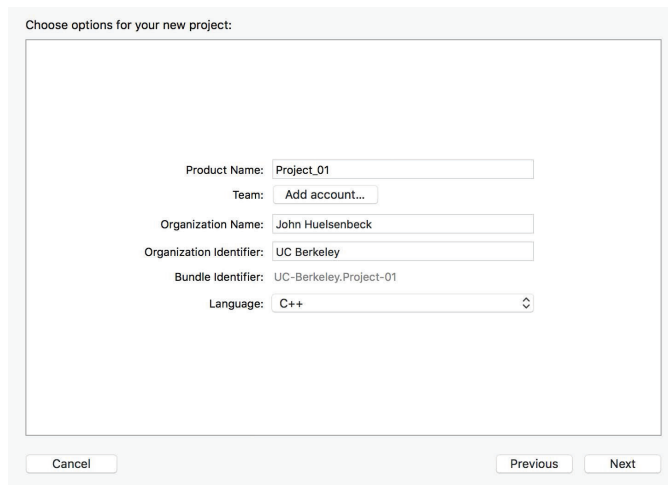 Choose options for your new project:
Product Name: Project_01
Team: Add account...
Organization Name: John Huelsenbeck
Organization Identifier: UC Berkeley
Bundle Identifier: UC-Berkeley.Project-01
Language: C++
Cancel Previous Next